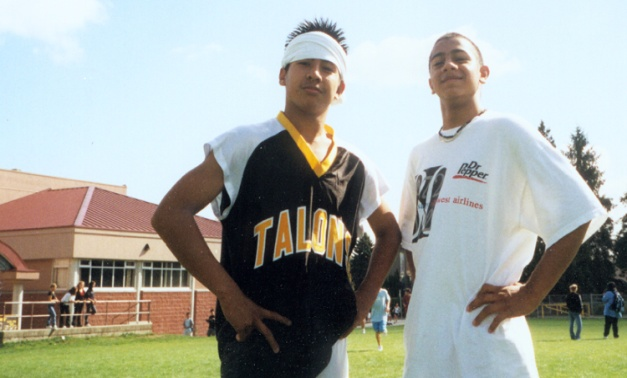 TALONS
Dr
Pepper
west airlines